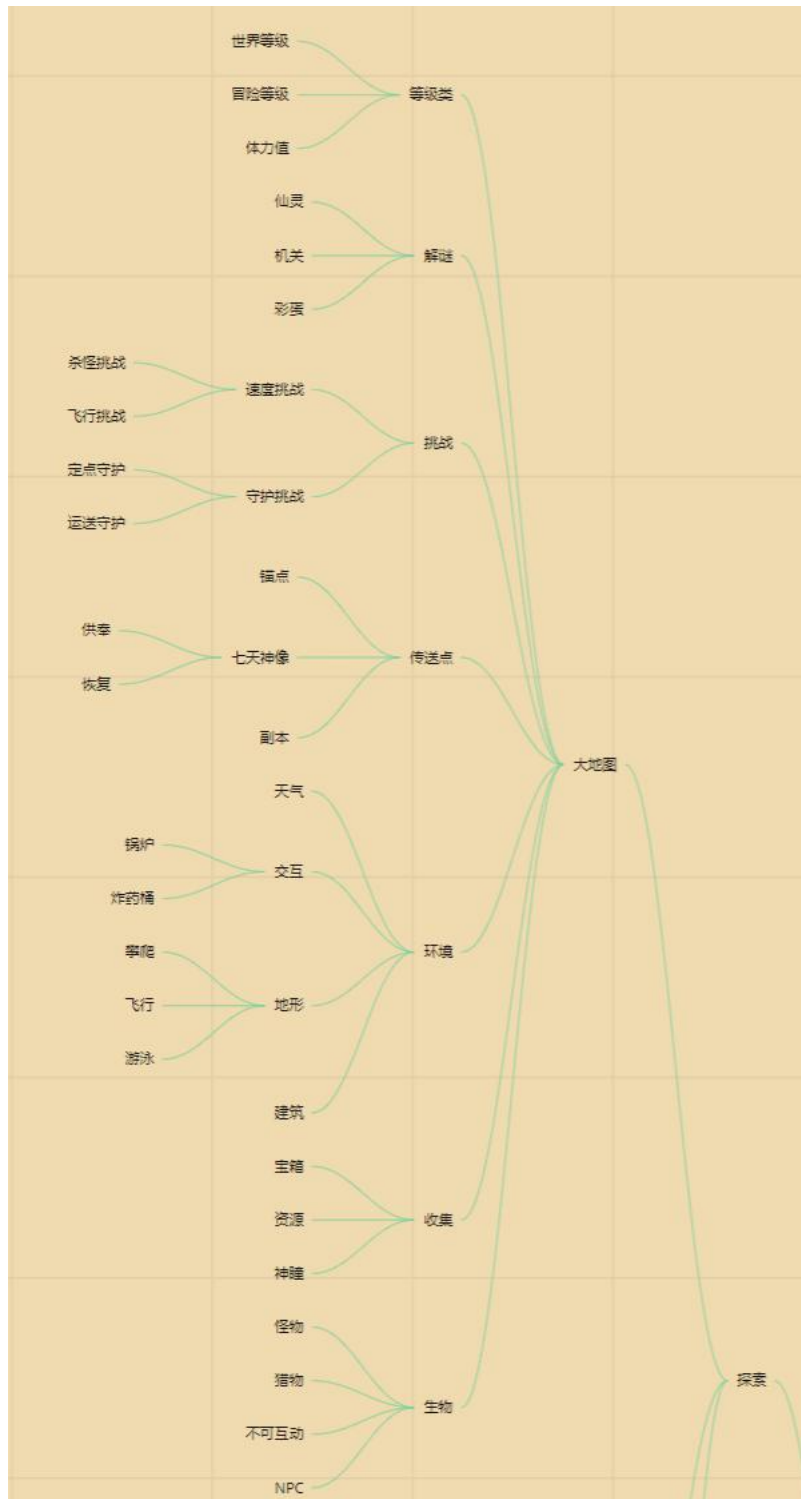 世界等级
冒险等级
等级类
体力值
仙灵
机关
解谜
彩蛋
杀怪挑战
速度挑战
飞行挑战
挑战
定点守护
守护挑战
运送守护
锚点
供奉
七天神像
传送点
恢复
副本
大地图
天气
锅炉
交互
炸药桶
攀爬
环境
飞行
地形
游泳
建筑
宝箱
资源
收集
神瞳
怪物
猎物
探索
生物
不可互动
NPC